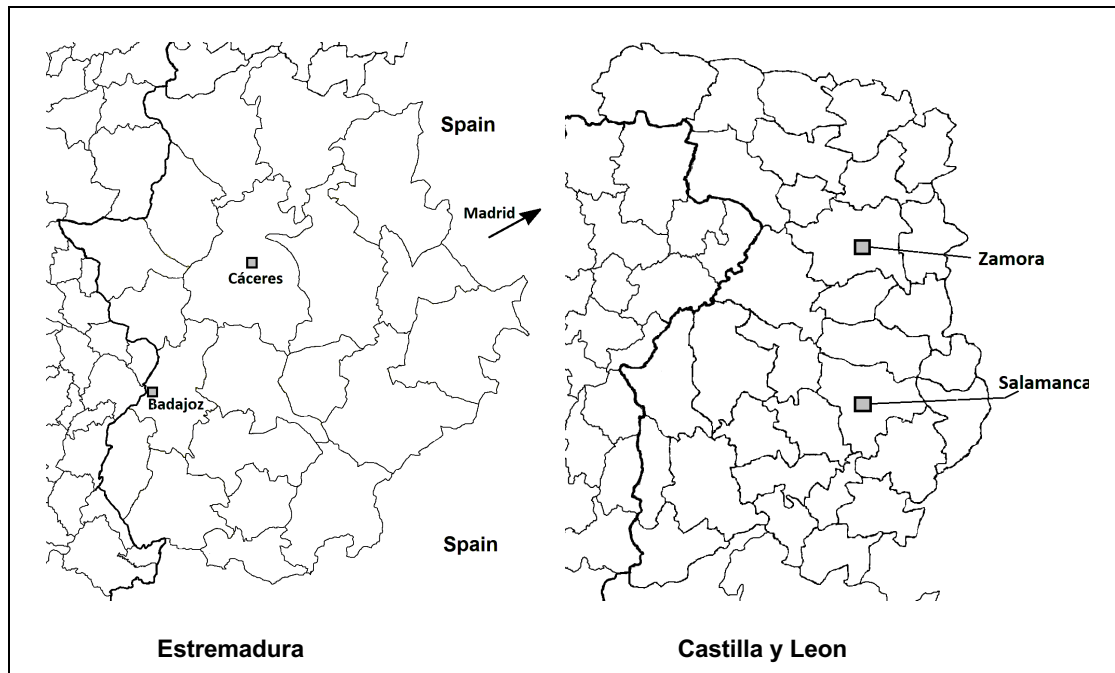 Spain
Madrid
Cáceres
Badajoz
Spain
Estremadura
Zamora
Salamanca
Castilla y Leon